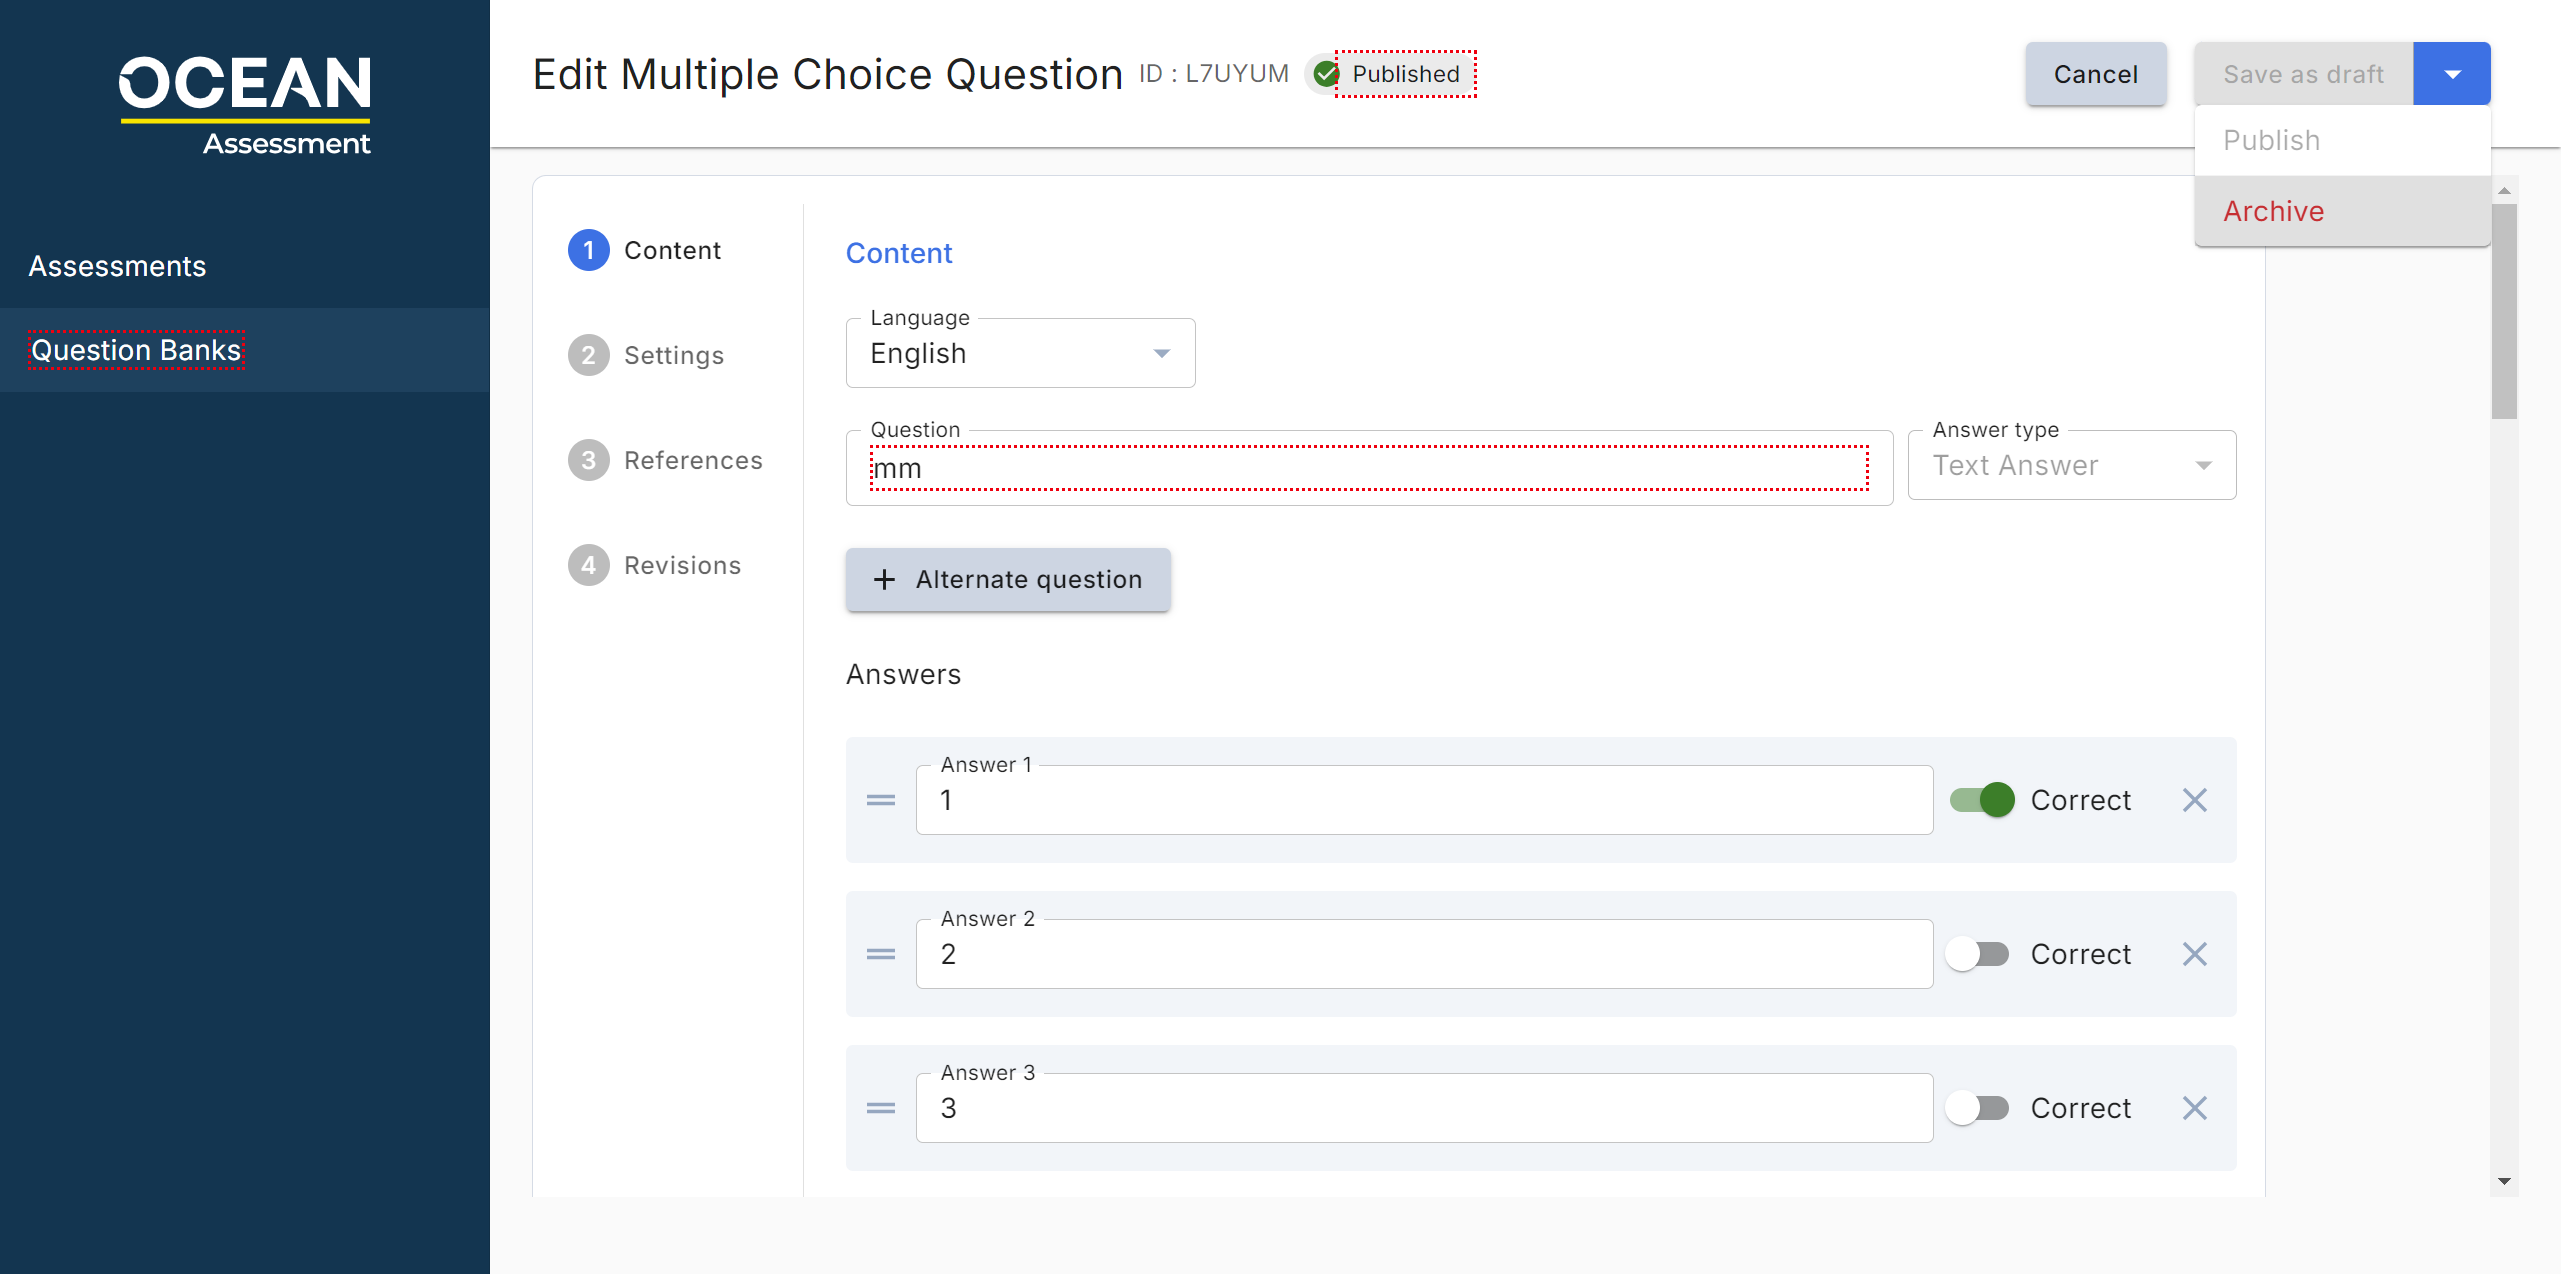 OCEAN
Assessment
Assessments
Question Banks
Edit Multiple Choice Question ID : L7UYUM Published
Cancel
Save as draft
Publish
Archive
1 Content
2 Settings
3 References
4 Revisions
Content
Language
English
Question
mm
Answer type
Text Answer
+ Alternate question
Answers
Answer 1
1
Correct
Answer 2
2
Correct
Answer 3
3
Correct